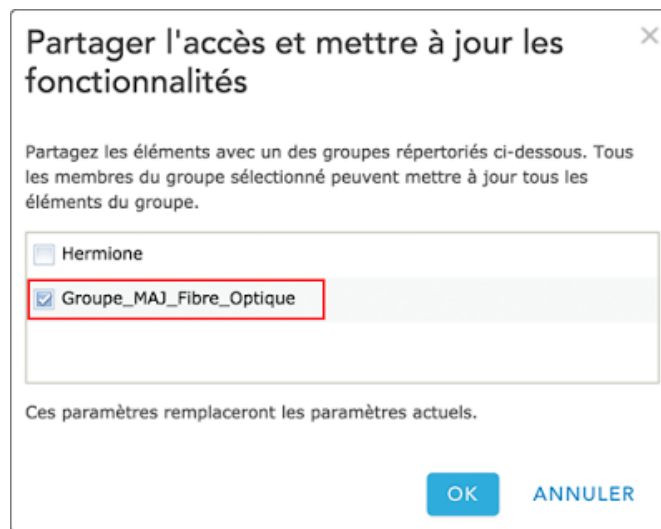 Partager l'accès et mettre à jour les
fonctionnalités
Partagez les éléments avec un des groupes répertoriés ci-dessous. Tous
les membres du groupe sélectionné peuvent mettre à jour tous les
éléments du groupe.
Hermione
Groupe_MAJ_Fibre_Optique
Ces paramètres remplaceront les paramètres actuels.
OK ANNULER